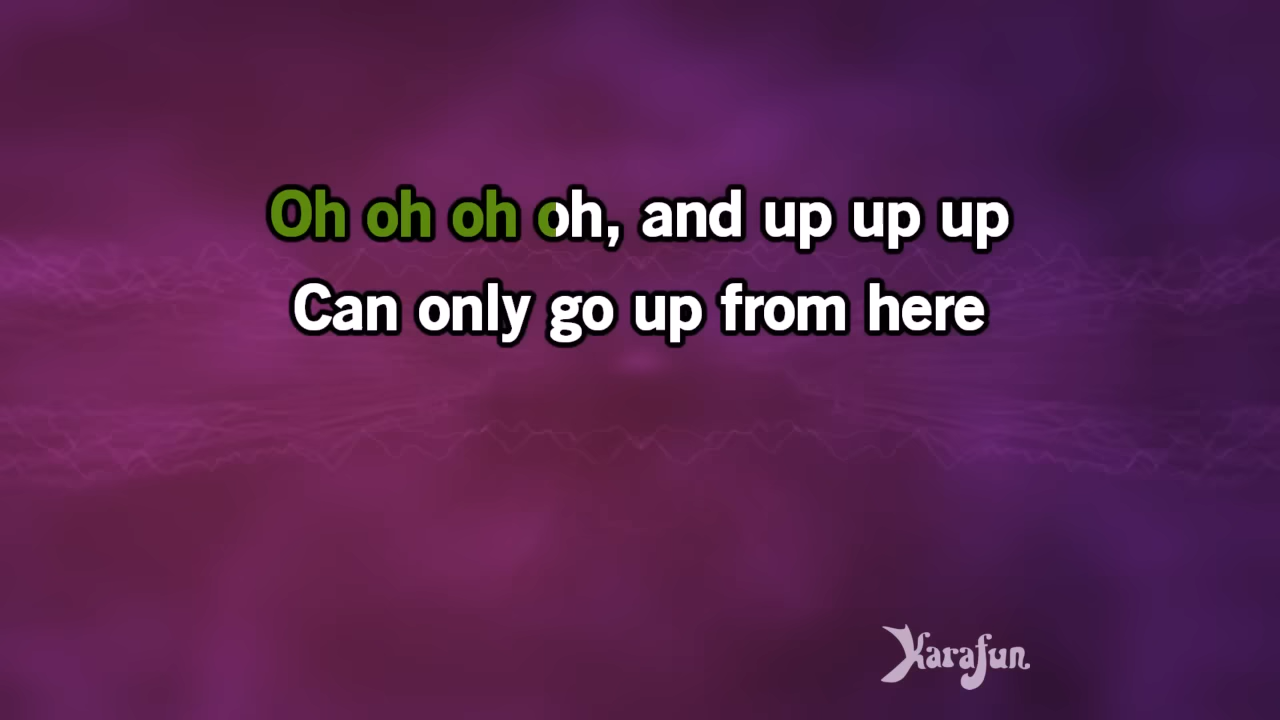 Oh oh oh oh, and up up up
Can only go up from here
Karafun